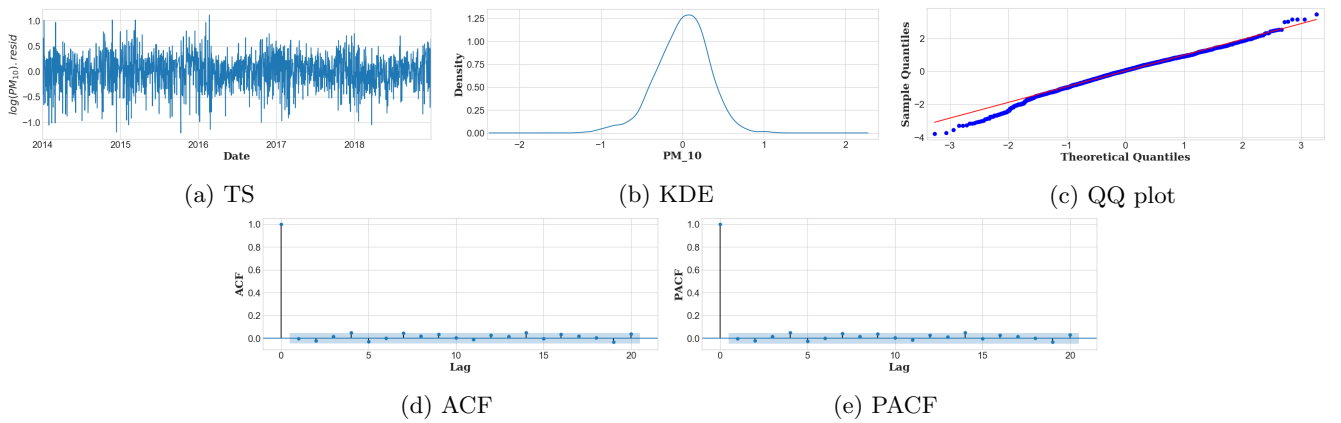 1.0
0.5
0.0
−0.5
−1.0
log(PM10).resid
2014 2015 2016 2017 2018
Date
(a) TS
1.25
1.00
0.75
0.50
0.25
0.00
Density
−2 −1 0 1 2
PM_10
(b) KDE
2
0
−2
−4
Sample Quantiles
−3 −2 −1 0 1 2 3
Theoretical Quantiles
(c) QQ plot
1.0
0.8
0.6
0.4
0.2
0.0
ACF
0 5 10 15 20
Lag
(d) ACF
1.0
0.8
0.6
0.4
0.2
0.0
PACF
0 5 10 15 20
Lag
(e) PACF